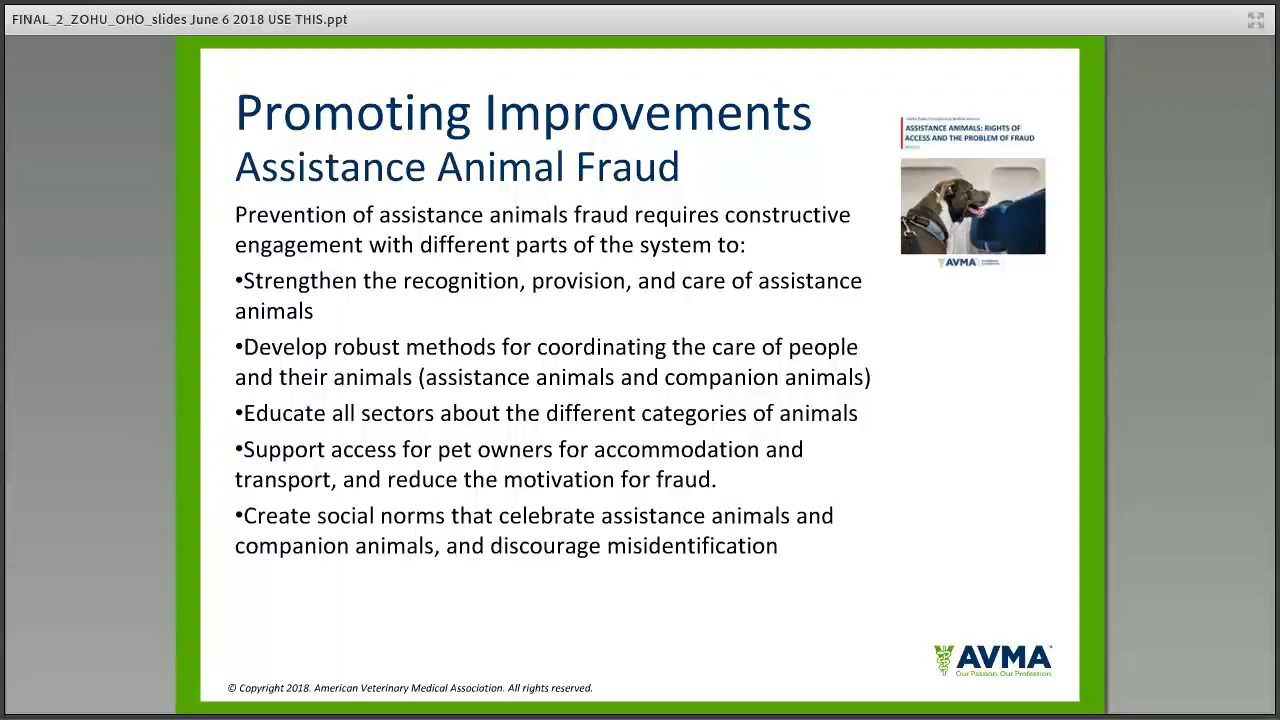 FINAL_2_ZOHU_OHO_slides June 6 2018 USE THIS.ppt
Promoting Improvements
Assistance Animal Fraud
Prevention of assistance animals fraud requires constructive
engagement with different parts of the system to:
•Strengthen the recognition, provision, and care of assistance
animals
•Develop robust methods for coordinating the care of people
and their animals (assistance animals and companion animals)
•Educate all sectors about the different categories of animals
•Support access for pet owners for accommodation and
transport, and reduce the motivation for fraud.
•Create social norms that celebrate assistance animals and
companion animals, and discourage misidentification
ASSISTANCE ANIMALS: RIGHTS OF
ACCESS AND THE PROBLEM OF FRAUD
AVMA
AVMA
Our Passion. Our Profession.
© Copyright 2018. American Veterinary Medical Association. All rights reserved.